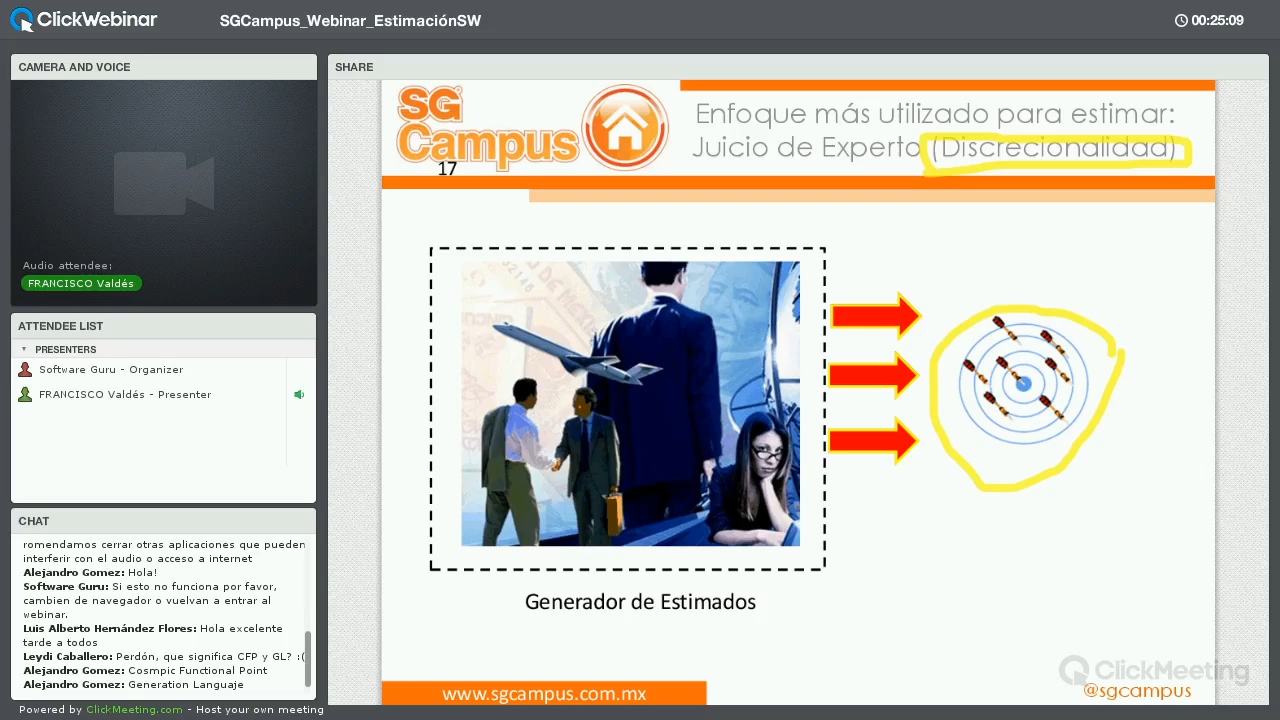 ClickWebinar
SGCampus_Webinar_EstimaciónSW
00:25:09
CAMERA AND VOICE
Audio attendee:
FRANCISCO Valdés
ATTENDEE LIST
PRESENTERS
Software Guru - Organizer
FRANCISCO Valdés - Presenter
CHAT
romendamos cerrar otras aplicaciones que pueden
interferir con el audio o acceso a internet
Alejandro Gomez: Hola!
Software Guru: Si esto no funciona por favor,
cambien de navegador o vuelvan a entrar al
webinar.
Luis Alberto Hernández Flores: Hola excelente
tarde a todos
Leydi Caballero: Perdón, que significa CFP y GL? :(
Alejandro Gomez: Cosmpic Functional Point
Alejandro Gomez: Generation Languaje
Powered by ClickMeeting.com - Host your own meeting
SHARE
SG
Campus
17
Enfoque más utilizado para estimar:
Juicio de Experto (Discrecionalidad)
Generador de Estimados
www.sgcampus.com.mx
ClickMeeting
@sgcampus